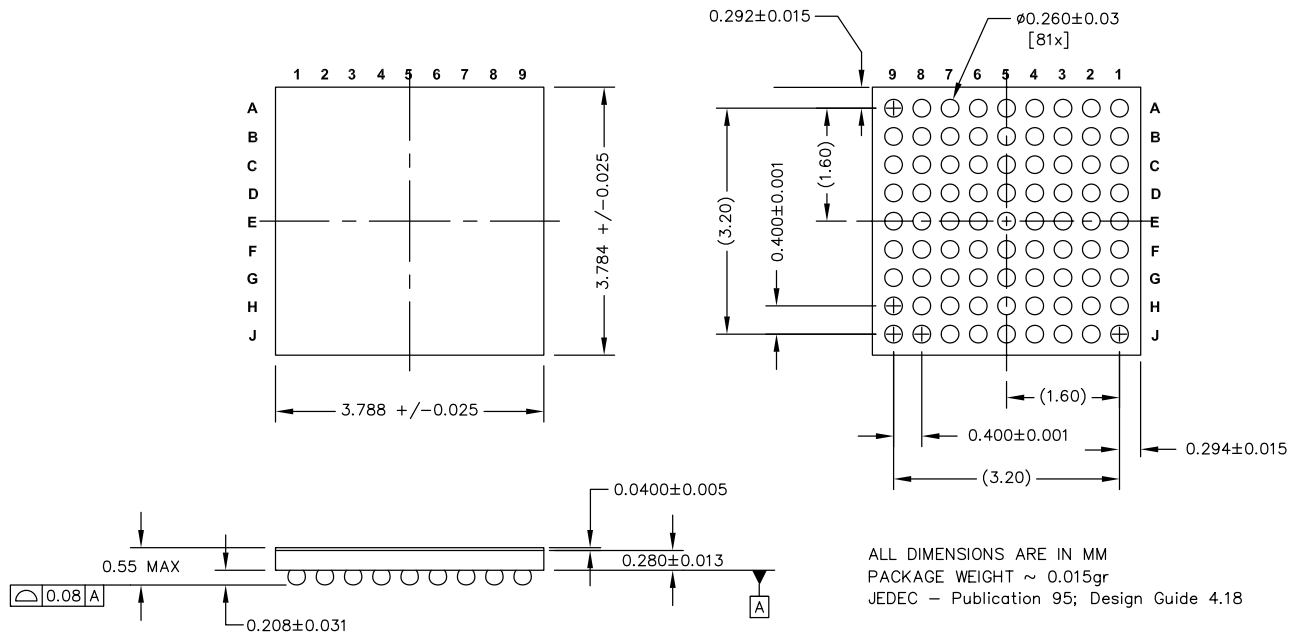 0.292±0.015
ø0.260±0.03
[81x]
1 2 3 4 5 6 7 8 9
9 8 7 6 5 4 3 2 1
A
B
C
D
E
F
G
H
J
3.784 +/-0.025
3.788 +/-0.025
(3.20)
(1.60)
0.400±0.001
A
B
C
D
E
F
G
H
J
(1.60)
0.400±0.001
0.294±0.015
(3.20)
0.0400±0.005
0.55 MAX
0.280±0.013
0.08 A
0.208±0.031
A
ALL DIMENSIONS ARE IN MM
PACKAGE WEIGHT ~ 0.015gr
JEDEC – Publication 95; Design Guide 4.18